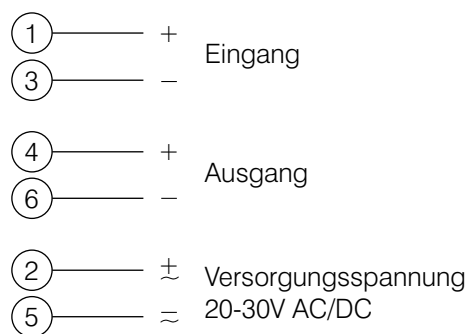 1 +
Eingang
3 −
4 +
Ausgang
6 −
2 ±~
Versorgungsspannung
20-30V AC/DC
5 −~